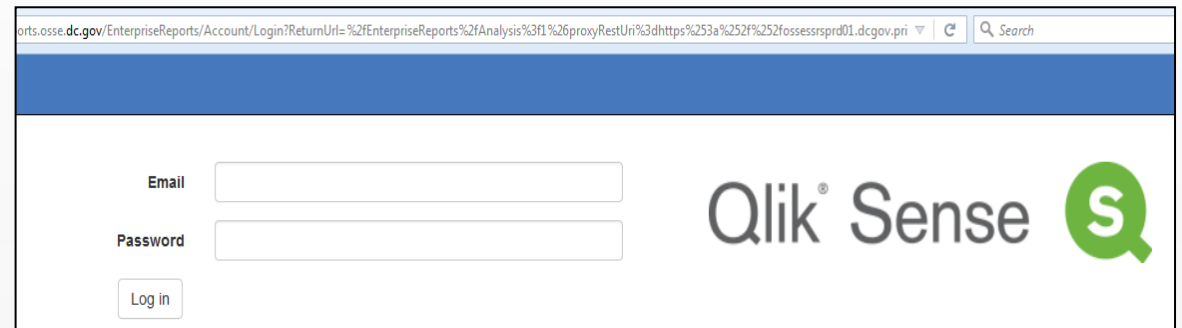 orts.osse.dc.gov/EnterpriseReports/Account/Login?ReturnUrl=%2fEnterpriseReports%2fAnalysis%3f1%26proxyRestUri%3dhttps%253a%252f%252fossessrsprd01.dcgov.pri Search
Email
Qlik® Sense S
Password
Log in